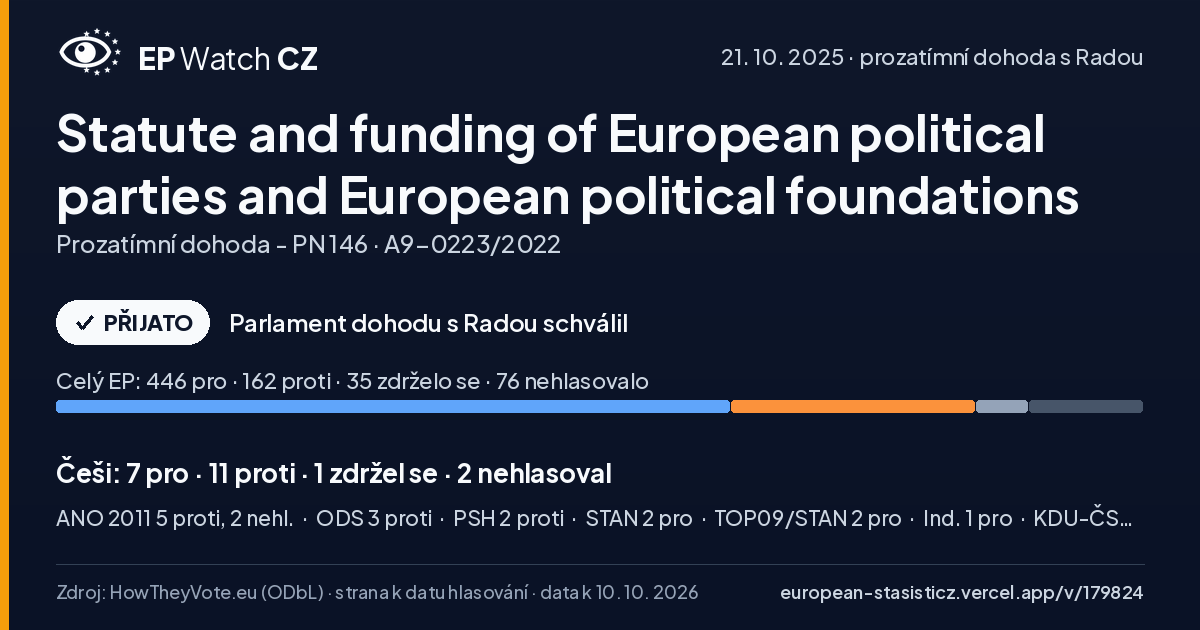 EP Watch CZ
21. 10. 2025 · prozatímní dohoda s Radou
Statute and funding of European political
parties and European political foundations
Prozatímní dohoda – PN 146 · A9-0223/2022
✓ PŘIJATO
Parlament dohodu s Radou schválil
Celý EP: 446 pro · 162 proti · 35 zdrželo se · 76 nehlasovalo
Češi: 7 pro · 11 proti · 1 zdržel se · 2 nehlasoval
ANO 2011 5 proti, 2 nehl. · ODS 3 proti · PSH 2 proti · STAN 2 pro · TOP09/STAN 2 pro · Ind. 1 pro · KDU-ČS…
Zdroj: HowTheyVote.eu (ODbL) · strana k datu hlasování · data k 10. 10. 2026
european-stasisticz.vercel.app/v/179824